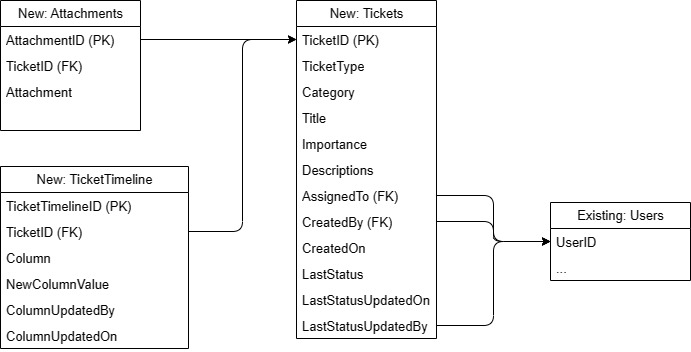 New: Attachments
AttachmentID (PK)
TicketID (FK)
Attachment
New: TicketTimeline
TicketTimelineID (PK)
TicketID (FK)
Column
NewColumnValue
ColumnUpdatedBy
ColumnUpdatedOn
New: Tickets
TicketID (PK)
TicketType
Category
Title
Importance
Descriptions
AssignedTo (FK)
CreatedBy (FK)
CreatedOn
LastStatus
LastStatusUpdatedOn
LastStatusUpdatedBy
Existing: Users
UserID
...